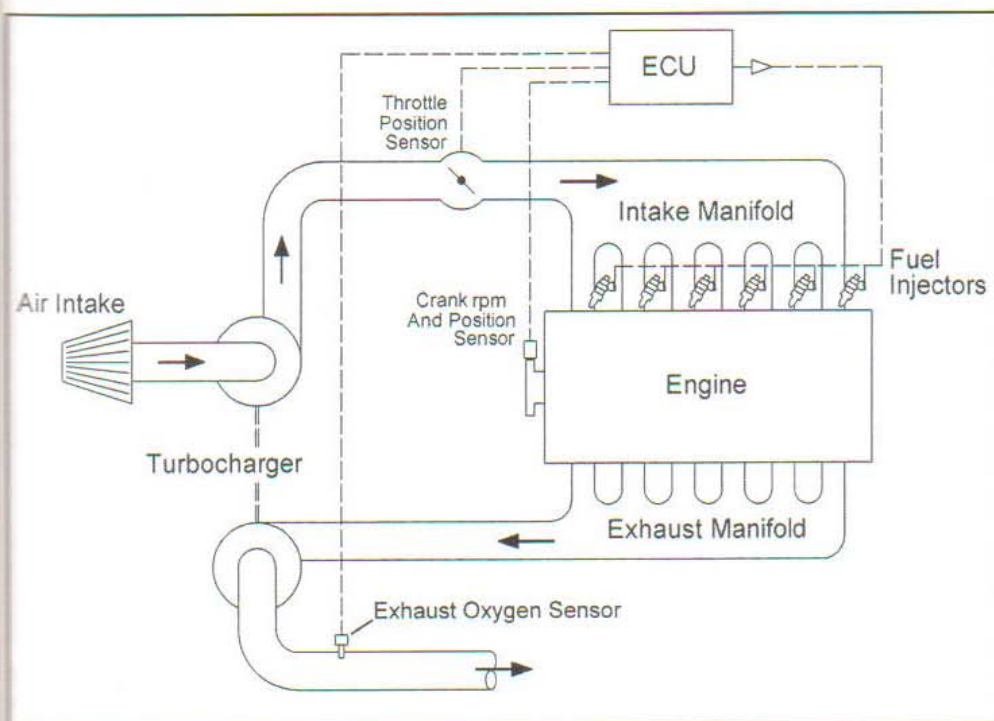 ECU
Throttle
Position
Sensor
Intake Manifold
Fuel
Injectors
Air Intake
Crank rpm
And Position
Sensor
Engine
Turbocharger
Exhaust Manifold
Exhaust Oxygen Sensor